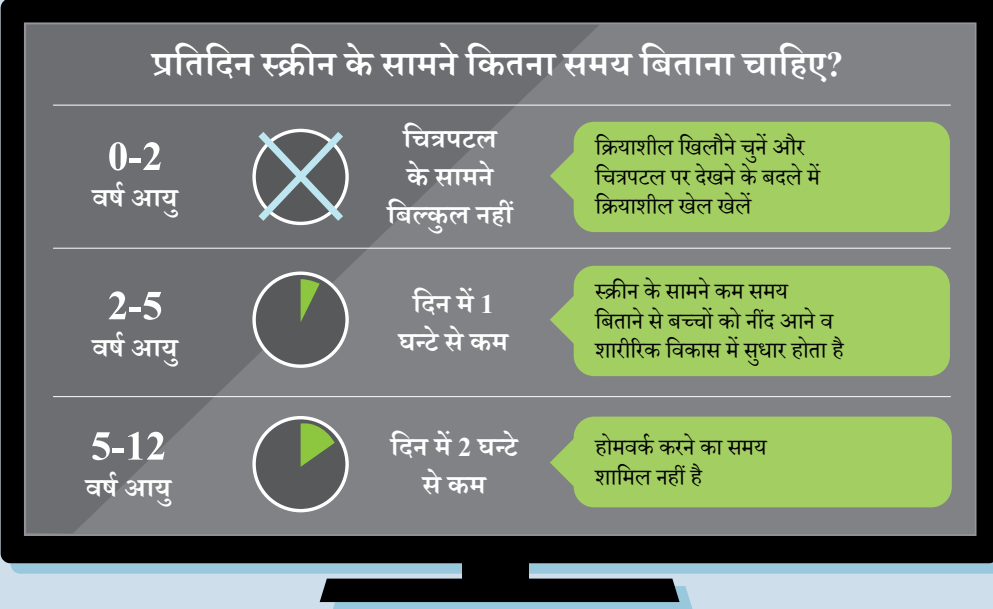 प्रतिदिन स्क्रीन के सामने कितना समय बिताना चाहिए?
0-2
वर्ष आयु
चित्रपटल
के सामने
बिल्कुल नहीं
क्रियाशील खिलौने चुनें और
चित्रपटल पर देखने के बदले में
क्रियाशील खेल खेलें
2-5
वर्ष आयु
दिन में 1
घन्टे से कम
स्क्रीन के सामने कम समय
बिताने से बच्चों को नींद आने व
शारीरिक विकास में सुधार होता है
5-12
वर्ष आयु
दिन में 2 घन्टे
से कम
होमवर्क करने का समय
शामिल नहीं है